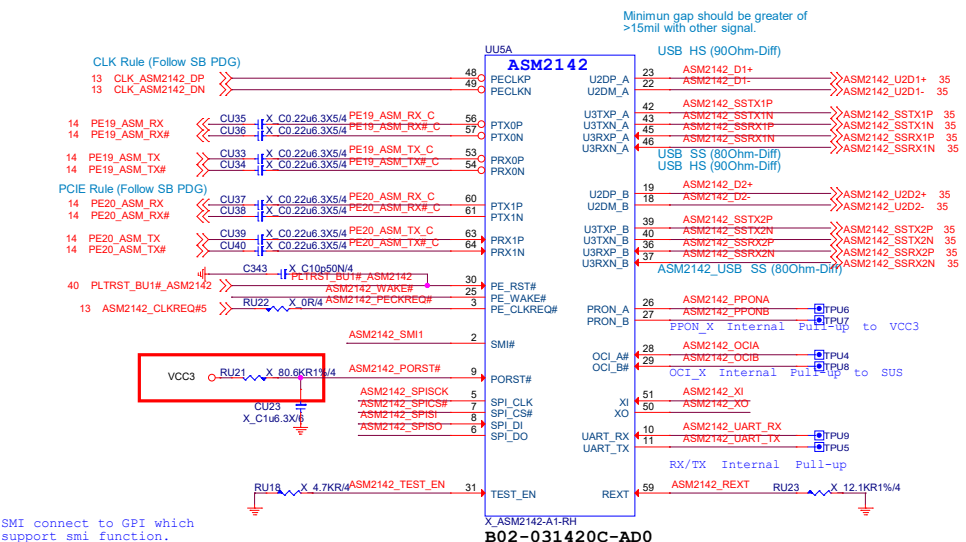 Minimun gap should be greater of
>15mil with other signal.
UU5A
USB HS (90Ohm-Diff)
CLK Rule (Follow SB PDG)
ASM2142
13 CLK_ASM2142_DP 48 PECLKP
13 CLK_ASM2142_DN 49 PECLKN
U2DP_A 23 ASM2142_D1+ ASM2142_U2D1+ 35
U2DM_A 22 ASM2142_D1- ASM2142_U2D1- 35
14 PE19_ASM_RX CU35 X_C0.22u6.3X5/4 PE19_ASM_RX_C 56 PTX0P
14 PE19_ASM_RX# CU36 X_C0.22u6.3X5/4 PE19_ASM_RX#_C 57 PTX0N
U3TXP_A 42 ASM2142_SSTX1P ASM2142_SSTX1P 35
U3TXN_A 43 ASM2142_SSTX1N ASM2142_SSTX1N 35
U3RXP_A 45 ASM2142_SSRX1P ASM2142_SSRX1P 35
U3RXN_A 46 ASM2142_SSRX1N ASM2142_SSRX1N 35
14 PE19_ASM_TX CU33 X_C0.22u6.3X5/4 PE19_ASM_TX_C 53 PRX0P
14 PE19_ASM_TX# CU34 X_C0.22u6.3X5/4 PE19_ASM_TX#_C 54 PRX0N
USB SS (80Ohm-Diff)
USB HS (90Ohm-Diff)
PCIE Rule (Follow SB PDG)
14 PE20_ASM_RX CU37 X_C0.22u6.3X5/4 PE20_ASM_RX_C 60 PTX1P
14 PE20_ASM_RX# CU38 X_C0.22u6.3X5/4 PE20_ASM_RX#_C 61 PTX1N
U2DP_B 19 ASM2142_D2+ ASM2142_U2D2+ 35
U2DM_B 18 ASM2142_D2- ASM2142_U2D2- 35
14 PE20_ASM_TX CU39 X_C0.22u6.3X5/4 PE20_ASM_TX_C 63 PRX1P
14 PE20_ASM_TX# CU40 X_C0.22u6.3X5/4 PE20_ASM_TX#_C 64 PRX1N
U3TXP_B 39 ASM2142_SSTX2P ASM2142_SSTX2P 35
U3TXN_B 40 ASM2142_SSTX2N ASM2142_SSTX2N 35
U3RXP_B 36 ASM2142_SSRX2P ASM2142_SSRX2P 35
U3RXN_B 37 ASM2142_SSRX2N ASM2142_SSRX2N 35
ASM2142_USB SS (80Ohm-Diff)
C343 X_C10p50N/4
40 PLTRST_BU1#_ASM2142 PLTRST_BU1#_ASM2142 30 PE_RST#
ASM2142_WAKE# 25 PE_WAKE#
13 ASM2142_CLKREQ#5 RU22 X_0R/4 ASM2142_PECKREQ# 3 PE_CLKREQ#
PRON_A 26 ASM2142_PPONA TPU6
PRON_B 27 ASM2142_PPONB TPU7
PPON_X Internal Pull-up to VCC3
ASM2142_SMI1 2 SMI#
OCI_A# 28 ASM2142_OCIA TPU4
OCI_B# 29 ASM2142_OCIB TPU8
OCI_X Internal Pull-up to SUS
VCC3 RU21 X_80.6KR1%/4 ASM2142_PORST# 9 PORST#
CU23
X_C1u6.3X/6
ASM2142_SPISCK 5 SPI_CLK
ASM2142_SPICS# 7 SPI_CS#
ASM2142_SPISI 8 SPI_DI
ASM2142_SPISO 6 SPI_DO
XI 51 ASM2142_XI
XO 50 ASM2142_XO
UART_RX 10 ASM2142_UART_RX TPU9
UART_TX 11 ASM2142_UART_TX TPU5
RX/TX Internal Pull-up
RU18 X_4.7KR/4 ASM2142_TEST_EN 31 TEST_EN
REXT 59 ASM2142_REXT RU23 X_12.1KR1%/4
SMI connect to GPI which
support smi function.
X_ASM2142-A1-RH
B02-031420C-AD0